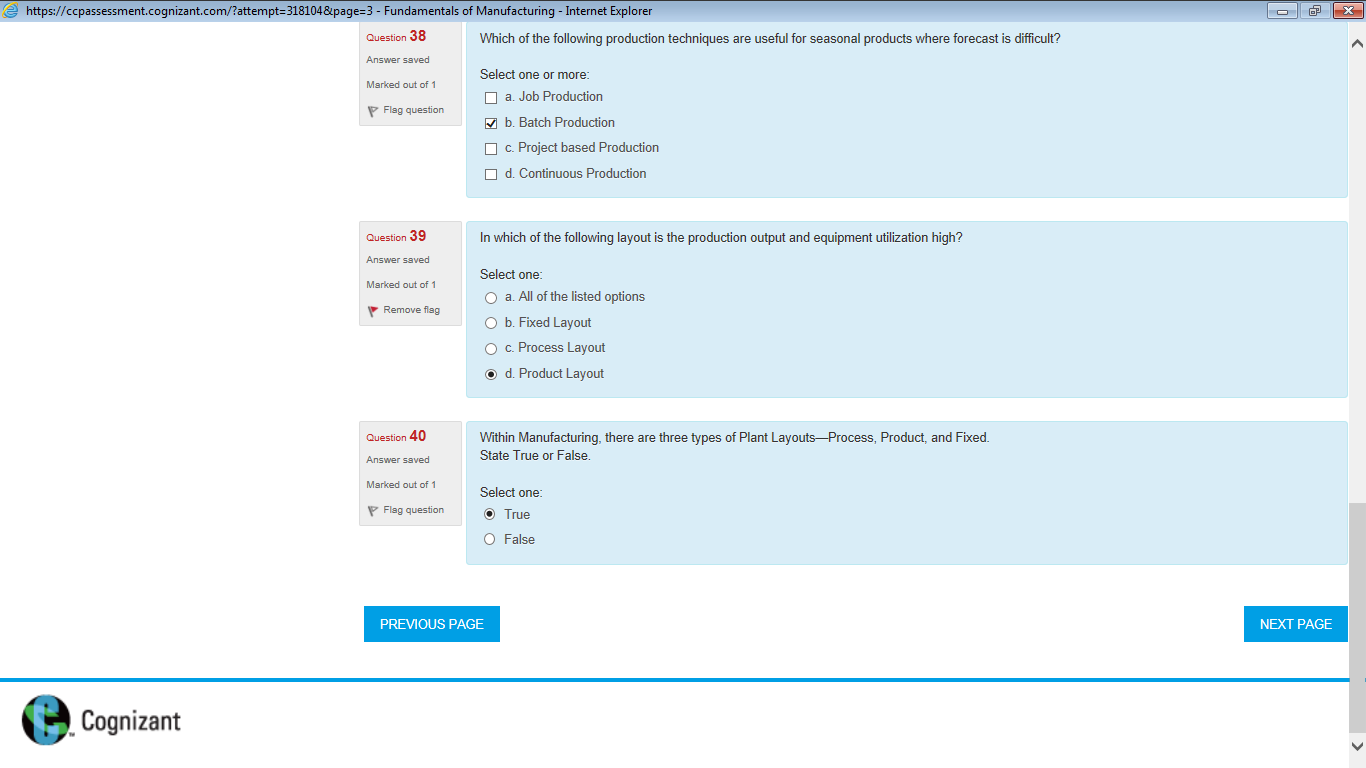 https://ccpassessment.cognizant.com/?attempt=318104&page=3 - Fundamentals of Manufacturing - Internet Explorer
Question 38
Answer saved
Marked out of 1
Flag question
Which of the following production techniques are useful for seasonal products where forecast is difficult?
Select one or more:
a. Job Production
b. Batch Production
c. Project based Production
d. Continuous Production
Question 39
Answer saved
Marked out of 1
Remove flag
In which of the following layout is the production output and equipment utilization high?
Select one:
a. All of the listed options
b. Fixed Layout
c. Process Layout
d. Product Layout
Question 40
Answer saved
Marked out of 1
Flag question
Within Manufacturing, there are three types of Plant Layouts—Process, Product, and Fixed.
State True or False.
Select one:
True
False
PREVIOUS PAGE
NEXT PAGE
Cognizant